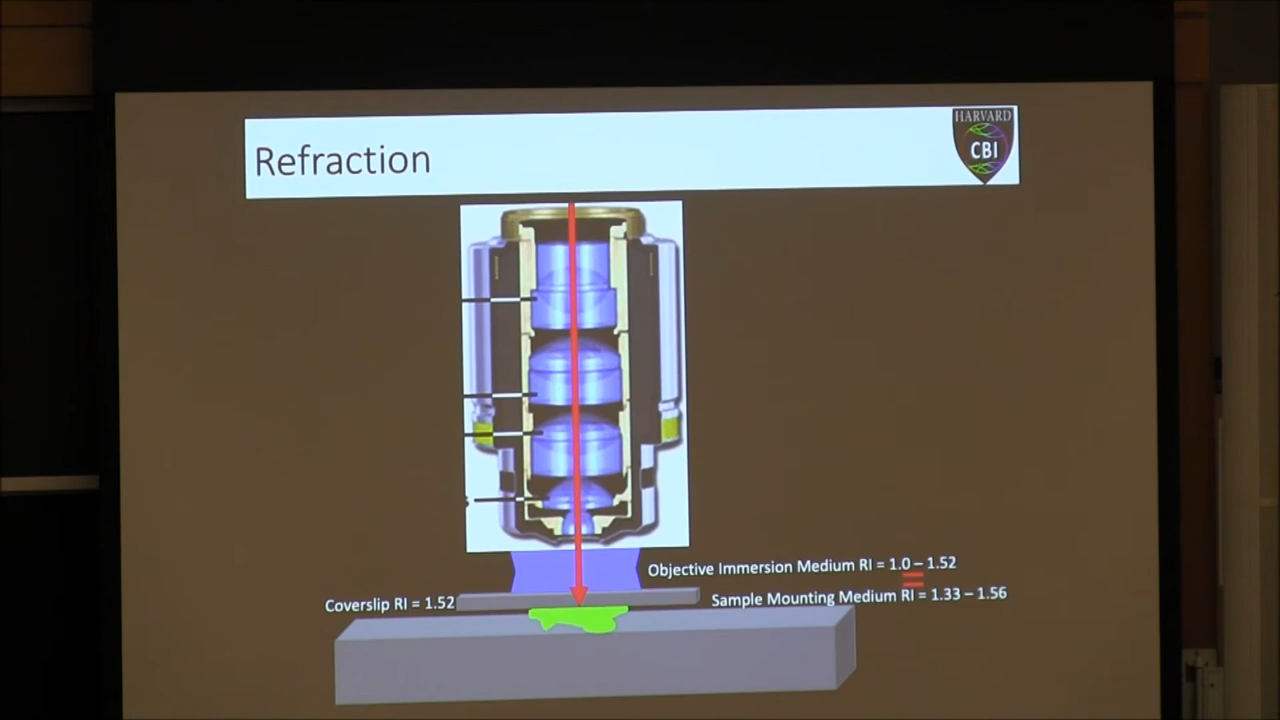 Refraction
HARVARD
CBI
Objective Immersion Medium RI = 1.0 – 1.52
=
Coverslip RI = 1.52
Sample Mounting Medium RI = 1.33 – 1.56